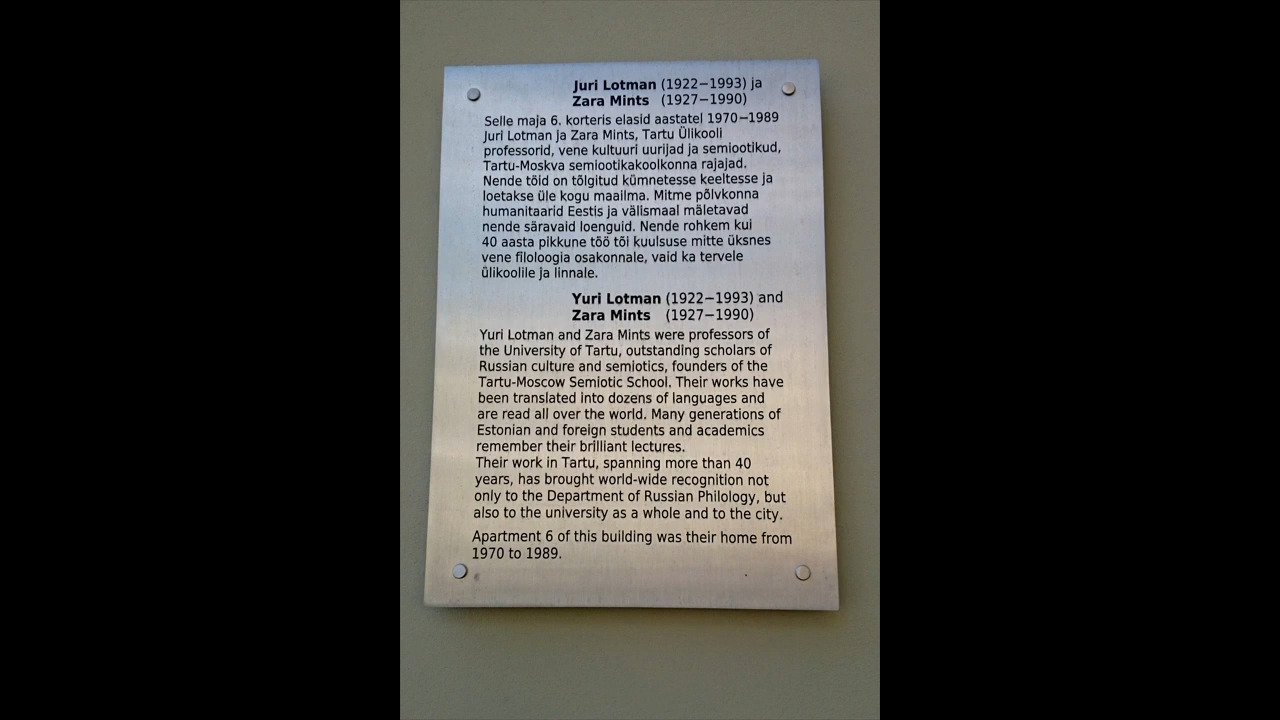 Juri Lotman (1922–1993) ja
Zara Mints (1927–1990)
Selle maja 6. korteris elasid aastatel 1970–1989
Juri Lotman ja Zara Mints, Tartu Ülikooli
professorid, vene kultuuri uurijad ja semiootikud,
Tartu-Moskva semiootikakoolkonna rajajad.
Nende töid on tõlgitud kümnetesse keeltesse ja
loetakse üle kogu maailma. Mitme põlvkonna
humanitaarid Eestis ja välismaal mäletavad
nende säravaid loenguid. Nende rohkem kui
40 aasta pikkune töö tõi kuulsuse mitte üksnes
vene filoloogia osakonnale, vaid ka tervele
ülikoolile ja linnale.
Yuri Lotman (1922–1993) and
Zara Mints (1927–1990)
Yuri Lotman and Zara Mints were professors of
the University of Tartu, outstanding scholars of
Russian culture and semiotics, founders of the
Tartu-Moscow Semiotic School. Their works have
been translated into dozens of languages and
are read all over the world. Many generations of
Estonian and foreign students and academics
remember their brilliant lectures.
Their work in Tartu, spanning more than 40
years, has brought world-wide recognition not
only to the Department of Russian Philology, but
also to the university as a whole and to the city.
Apartment 6 of this building was their home from
1970 to 1989.